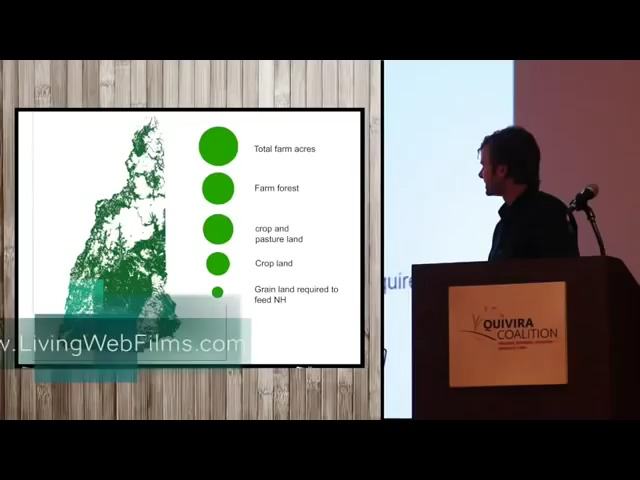 Total farm acres
Farm forest
crop and
pasture land
Crop land
Grain land required to
feed NH
w.LivingWebFilms.com
quire
QUIVIRA
COALITION